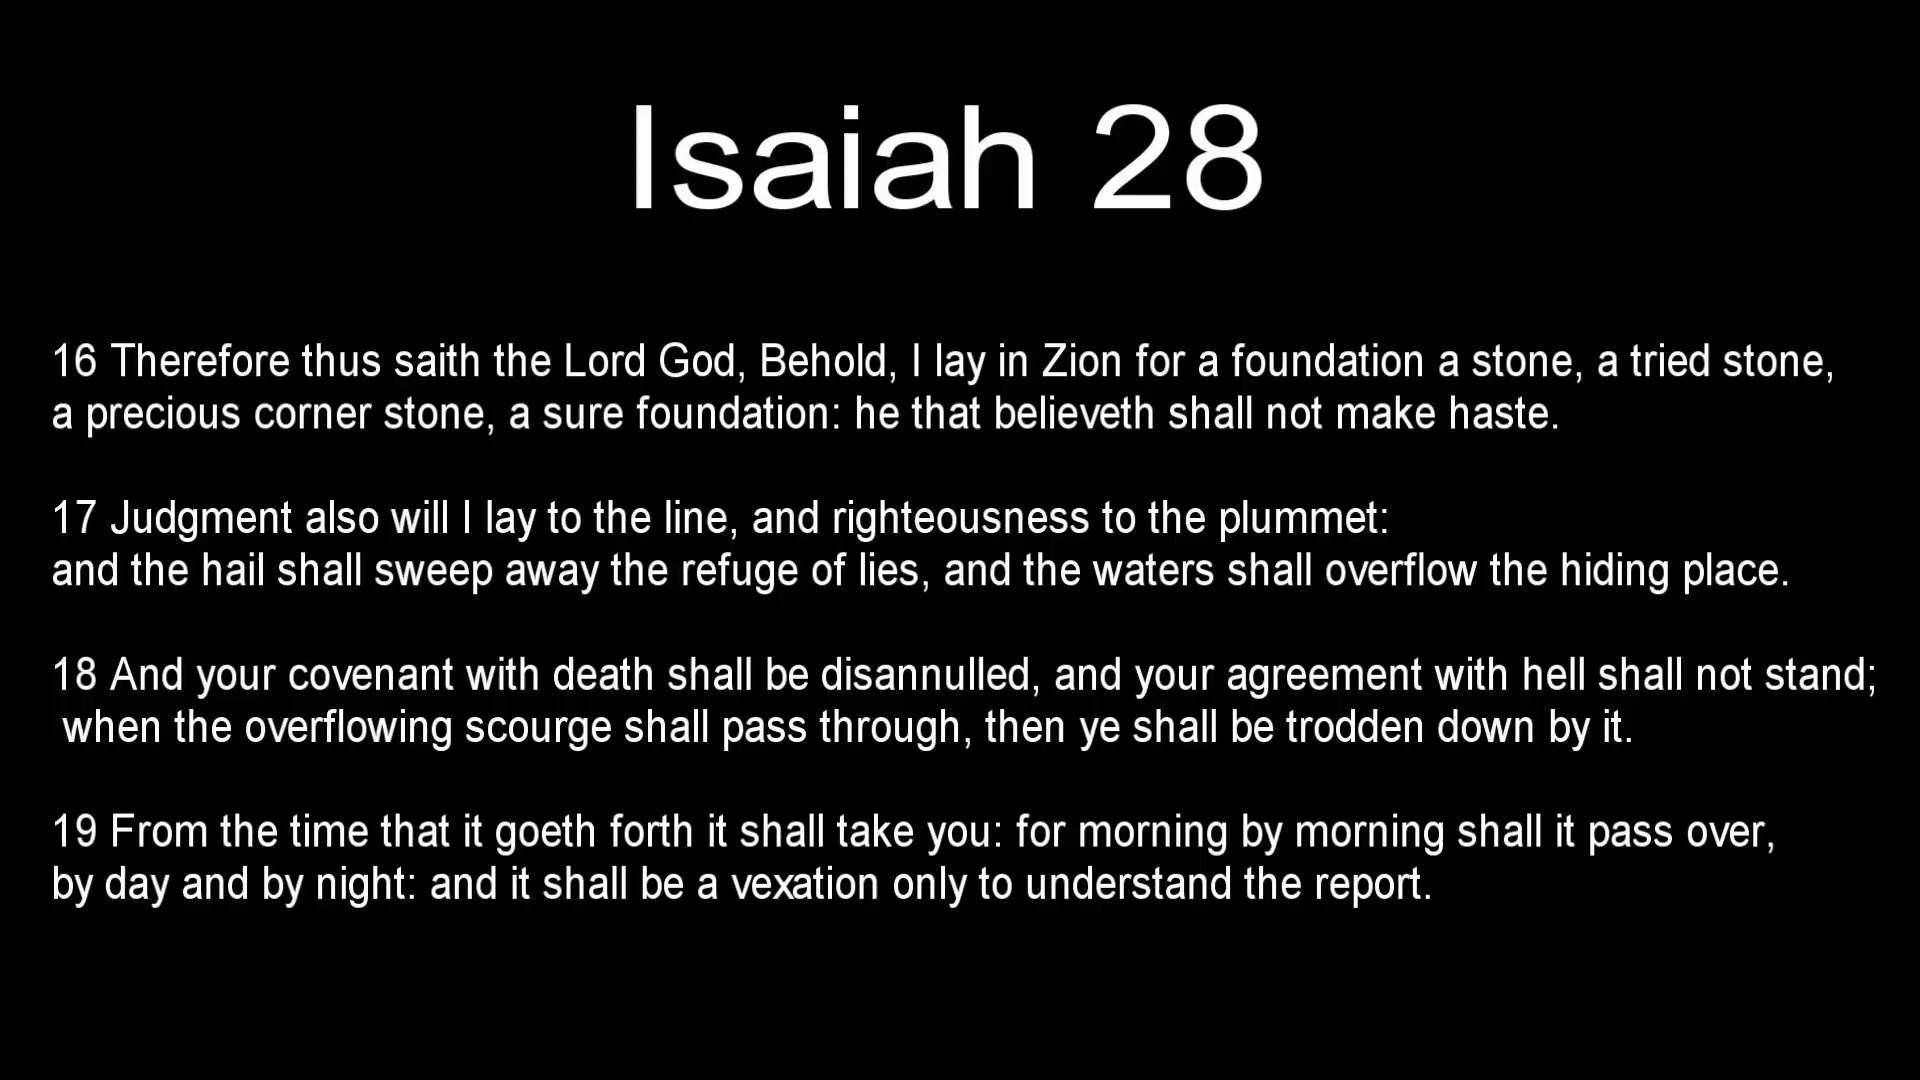 Isaiah 28
16 Therefore thus saith the Lord God, Behold, I lay in Zion for a foundation a stone, a tried stone,
a precious corner stone, a sure foundation: he that believeth shall not make haste.
17 Judgment also will I lay to the line, and righteousness to the plummet:
and the hail shall sweep away the refuge of lies, and the waters shall overflow the hiding place.
18 And your covenant with death shall be disannulled, and your agreement with hell shall not stand;
when the overflowing scourge shall pass through, then ye shall be trodden down by it.
19 From the time that it goeth forth it shall take you: for morning by morning shall it pass over,
by day and by night: and it shall be a vexation only to understand the report.